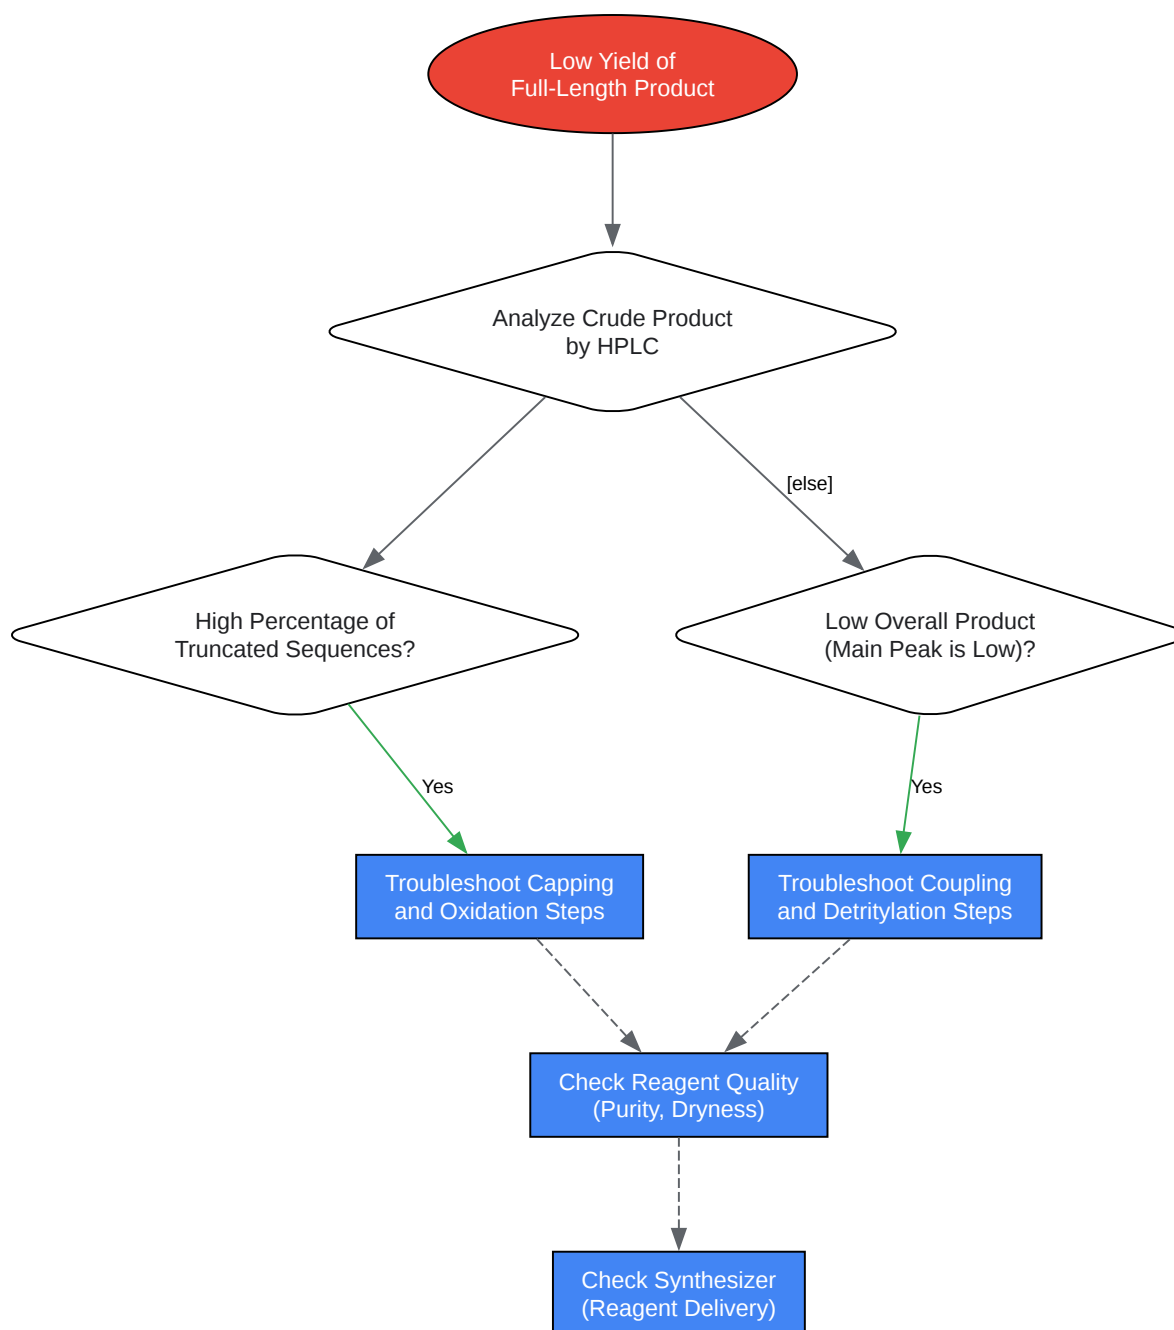 Low Yield of
Full-Length Product
Analyze Crude Product
by HPLC
[else]
High Percentage of
Truncated Sequences?
Low Overall Product
(Main Peak is Low)?
Yes
Yes
Troubleshoot Capping
and Oxidation Steps
Troubleshoot Coupling
and Detritylation Steps
Check Reagent Quality
(Purity, Dryness)
Check Synthesizer
(Reagent Delivery)